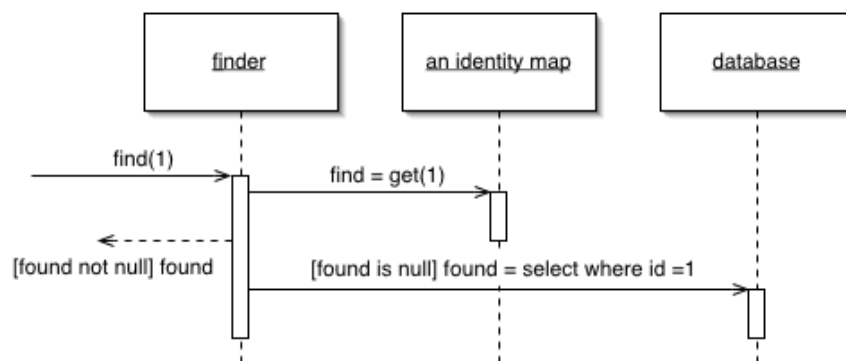 finder
an identity map
database
find(1)
find = get(1)
[found not null] found
[found is null] found = select where id =1